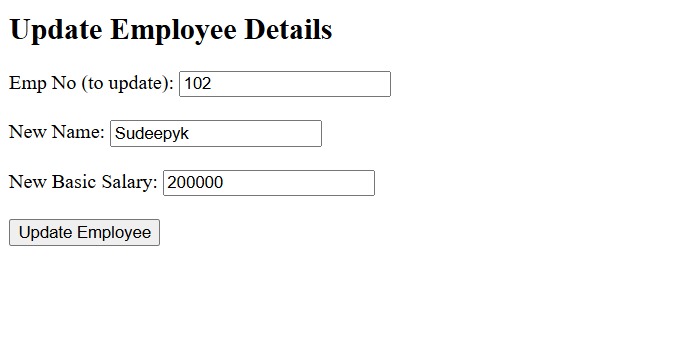 Update Employee Details
Emp No (to update): 102
New Name: Sudeepyk
New Basic Salary: 200000
Update Employee